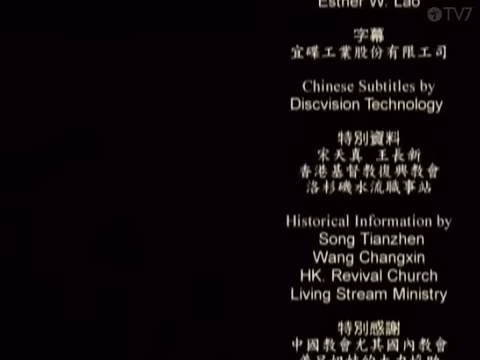 Esther W. Lao
TV7
字幕
宜碟工業股份有限工司
Chinese Subtitles by
Discvision Technology
特別資料
宋天真 王長新
香港基督教復興教會
洛杉磯水流職事站
Historical Information by
Song Tianzhen
Wang Changxin
HK. Revival Church
Living Stream Ministry
特別感謝
中國教會尤其國內教會